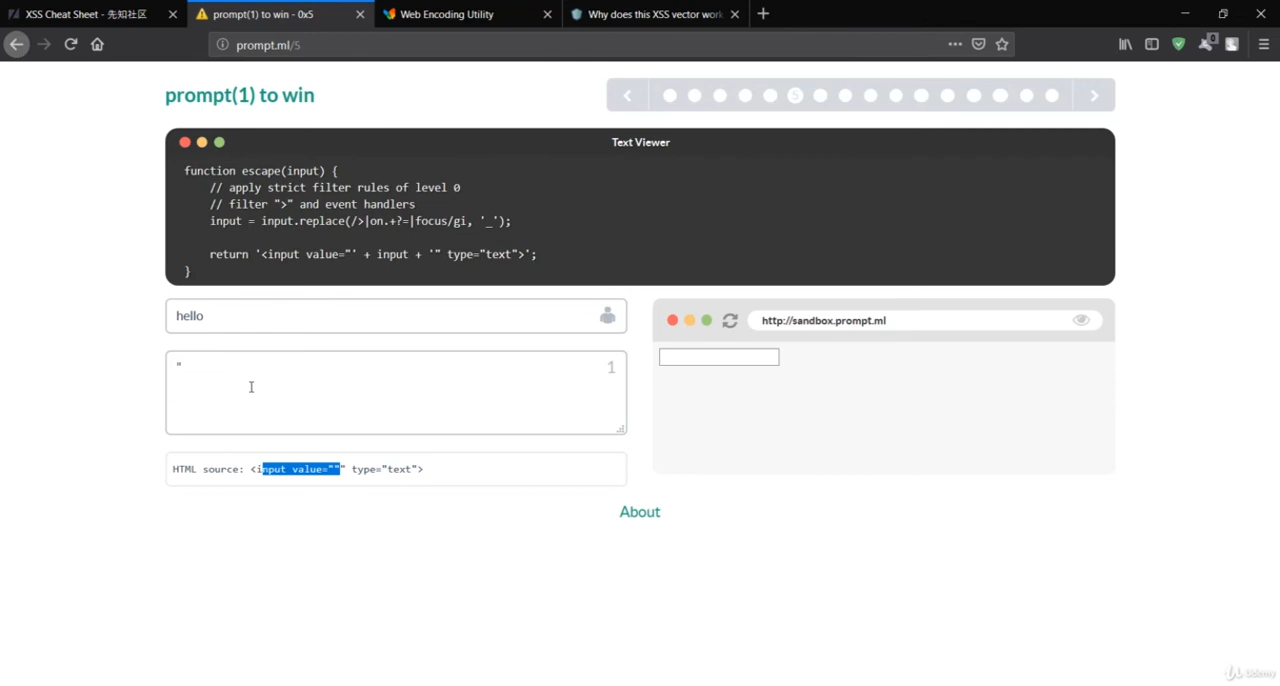 XSS Cheat Sheet - 先知社区
prompt(1) to win - 0x5
Web Encoding Utility
Why does this XSS vector work
prompt.ml/5
0
prompt(1) to win
5
Text Viewer
function escape(input) {
// apply strict filter rules of level 0
// filter ">" and event handlers
input = input.replace(/>|on.+?=|focus/gi, '_');
return '<input value="' + input + '" type="text">';
}
hello
http://sandbox.prompt.ml
"
1
HTML source: <input value=""" type="text">
About
Udemy